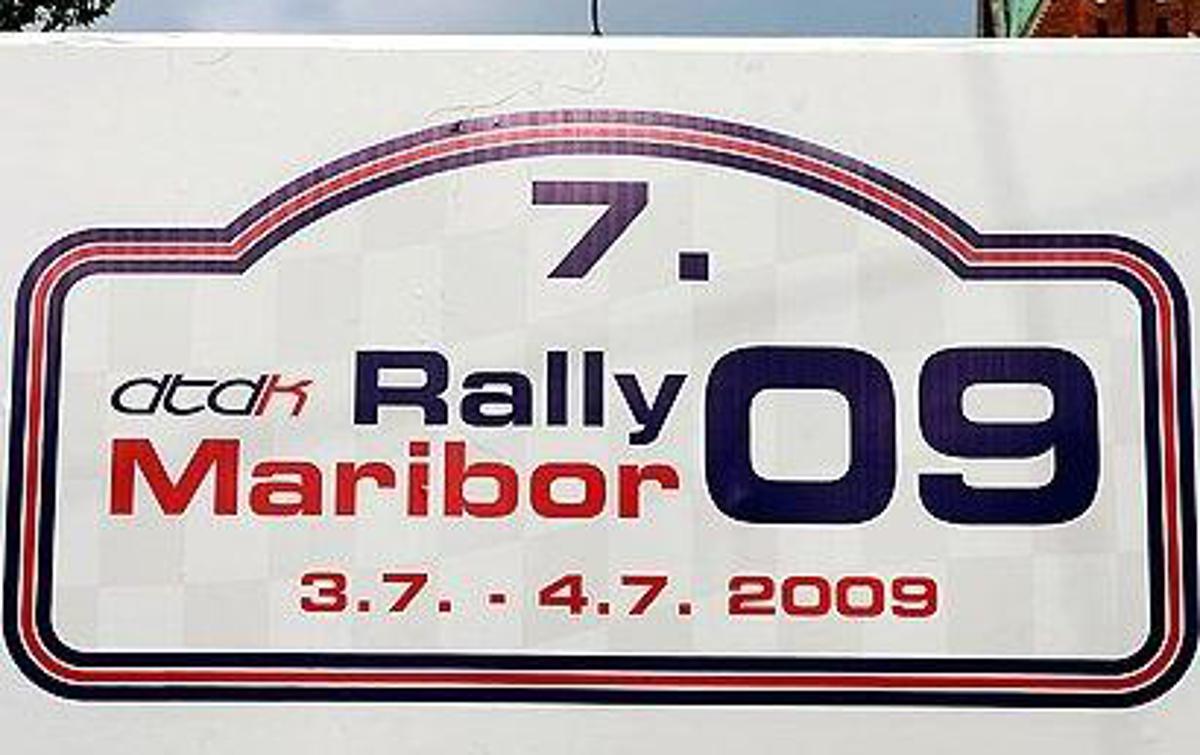 7.
dtdk Rally 09
Maribor
3.7. - 4.7. 2009